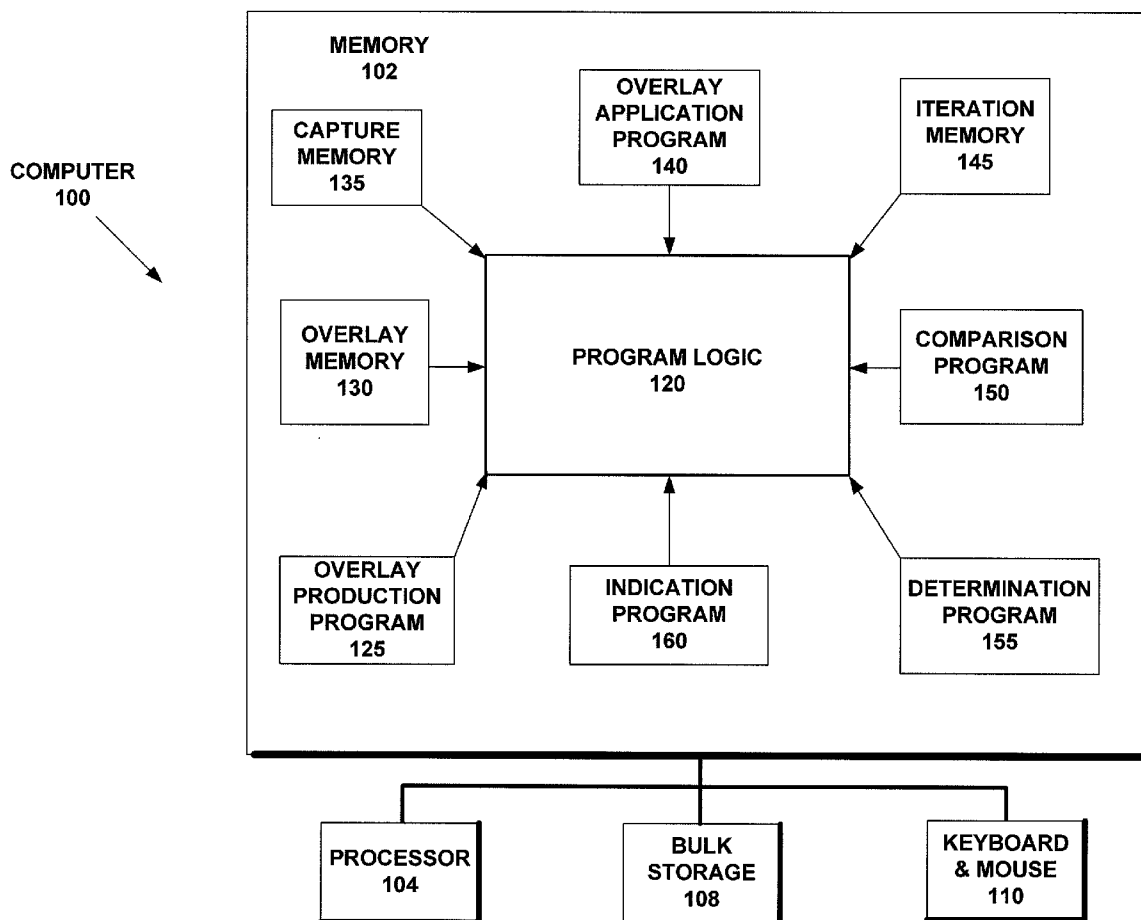 MEMORY
102
COMPUTER
100
CAPTURE
MEMORY
135
OVERLAY
APPLICATION
PROGRAM
140
ITERATION
MEMORY
145
OVERLAY
MEMORY
130
PROGRAM LOGIC
120
COMPARISON
PROGRAM
150
OVERLAY
PRODUCTION
PROGRAM
125
INDICATION
PROGRAM
160
DETERMINATION
PROGRAM
155
PROCESSOR
104
BULK
STORAGE
108
KEYBOARD
& MOUSE
110